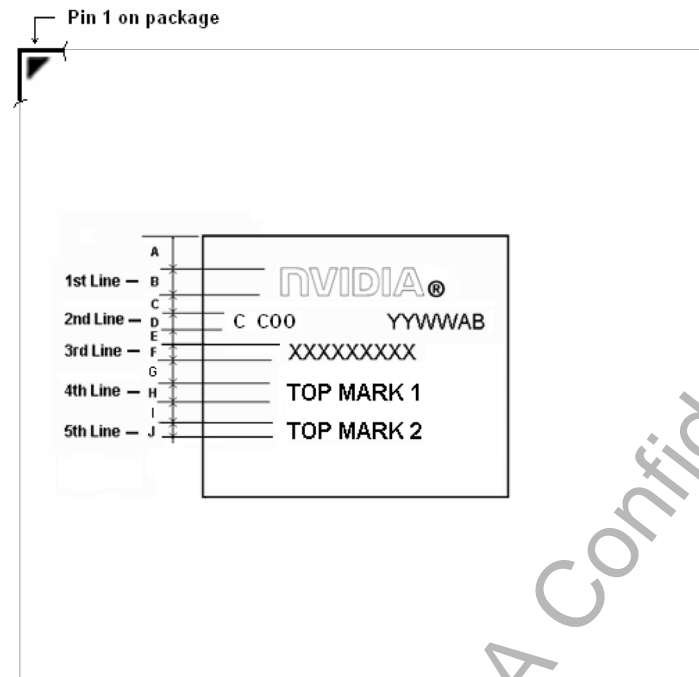 Pin 1 on package
A
1st Line – B
NVIDIA®
C
2nd Line – D
C COO YYWWAB
E
3rd Line – F
XXXXXXXXX
G
4th Line – H
TOP MARK 1
I
5th Line – J
TOP MARK 2
A Confid